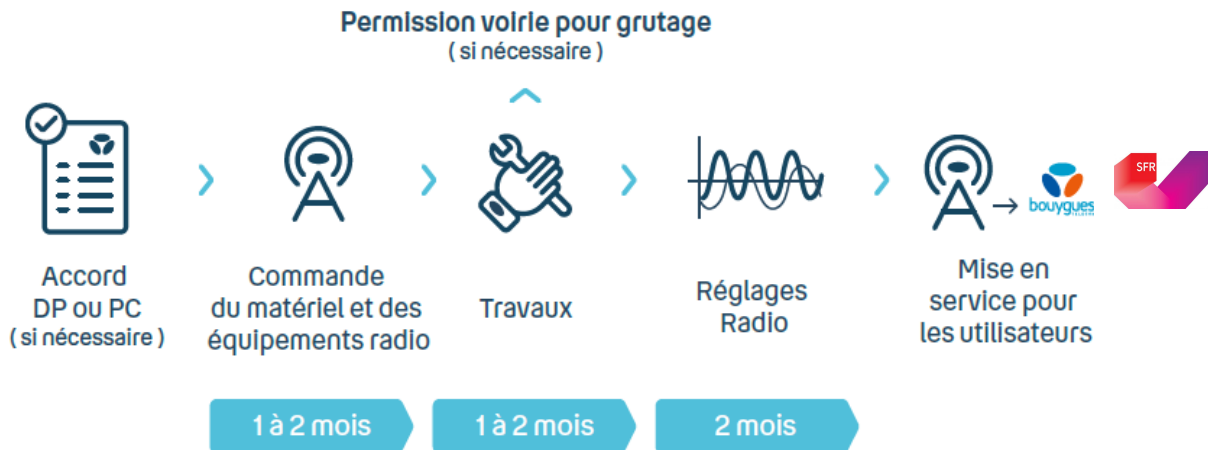 Permission voirie pour grutage
( si nécessaire )
SFR
bouygues
TELECOM
Accord
DP ou PC
( si nécessaire )
Commande
du matériel et des
équipements radio
Travaux
Réglages
Radio
Mise en
service pour
les utilisateurs
1 à 2 mois
1 à 2 mois
2 mois